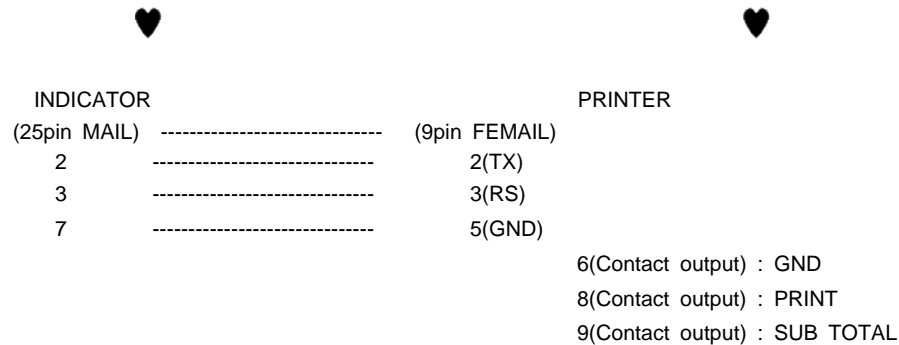 INDICATOR PRINTER
(25pin MAIL) ------------------------------- (9pin FEMAIL)
2 ------------------------------- 2(TX)
3 ------------------------------- 3(RS)
7 ------------------------------- 5(GND)
6(Contact output) : GND
8(Contact output) : PRINT
9(Contact output) : SUB TOTAL